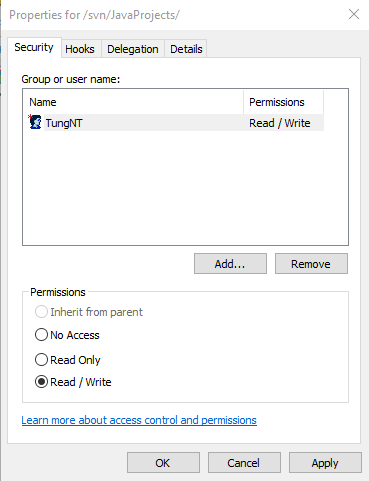 Properties for /svn/JavaProjects/
Security Hooks Delegation Details
Group or user name:
Name Permissions
TungNT Read / Write
Add... Remove
Permissions
Inherit from parent
No Access
Read Only
Read / Write
Learn more about access control and permissions
OK Cancel Apply